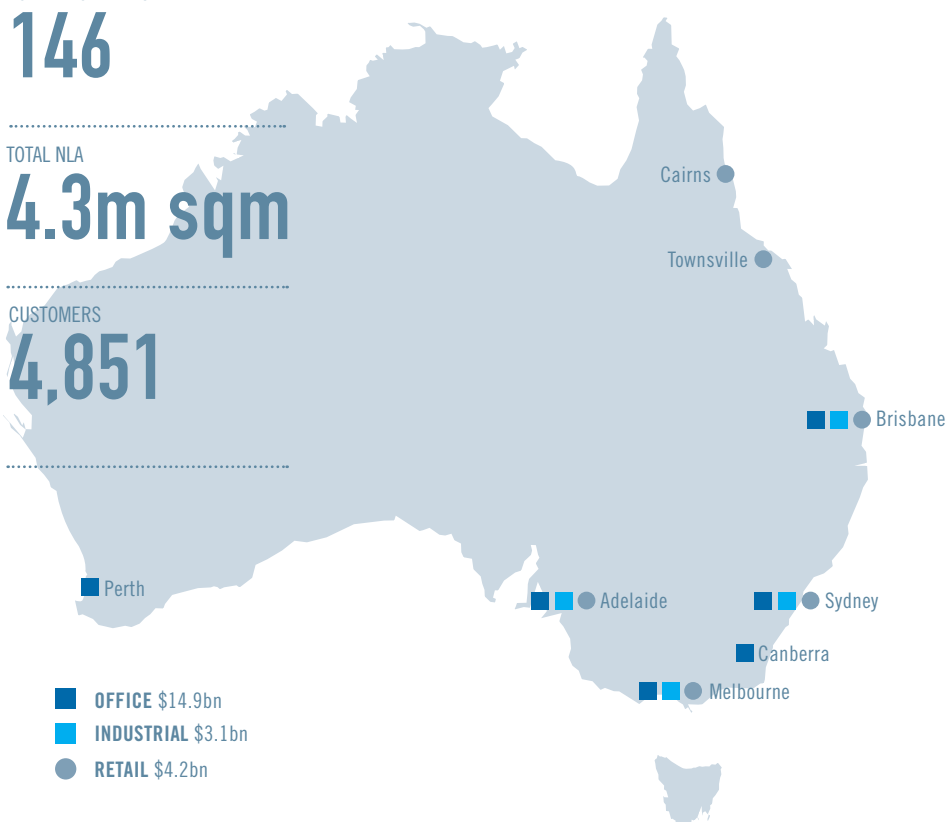 146
TOTAL NLA
4.3m sqm
CUSTOMERS
4,851
Cairns
Townsville
Brisbane
Perth
Adelaide
Sydney
Canberra
Melbourne
OFFICE $14.9bn
INDUSTRIAL $3.1bn
RETAIL $4.2bn